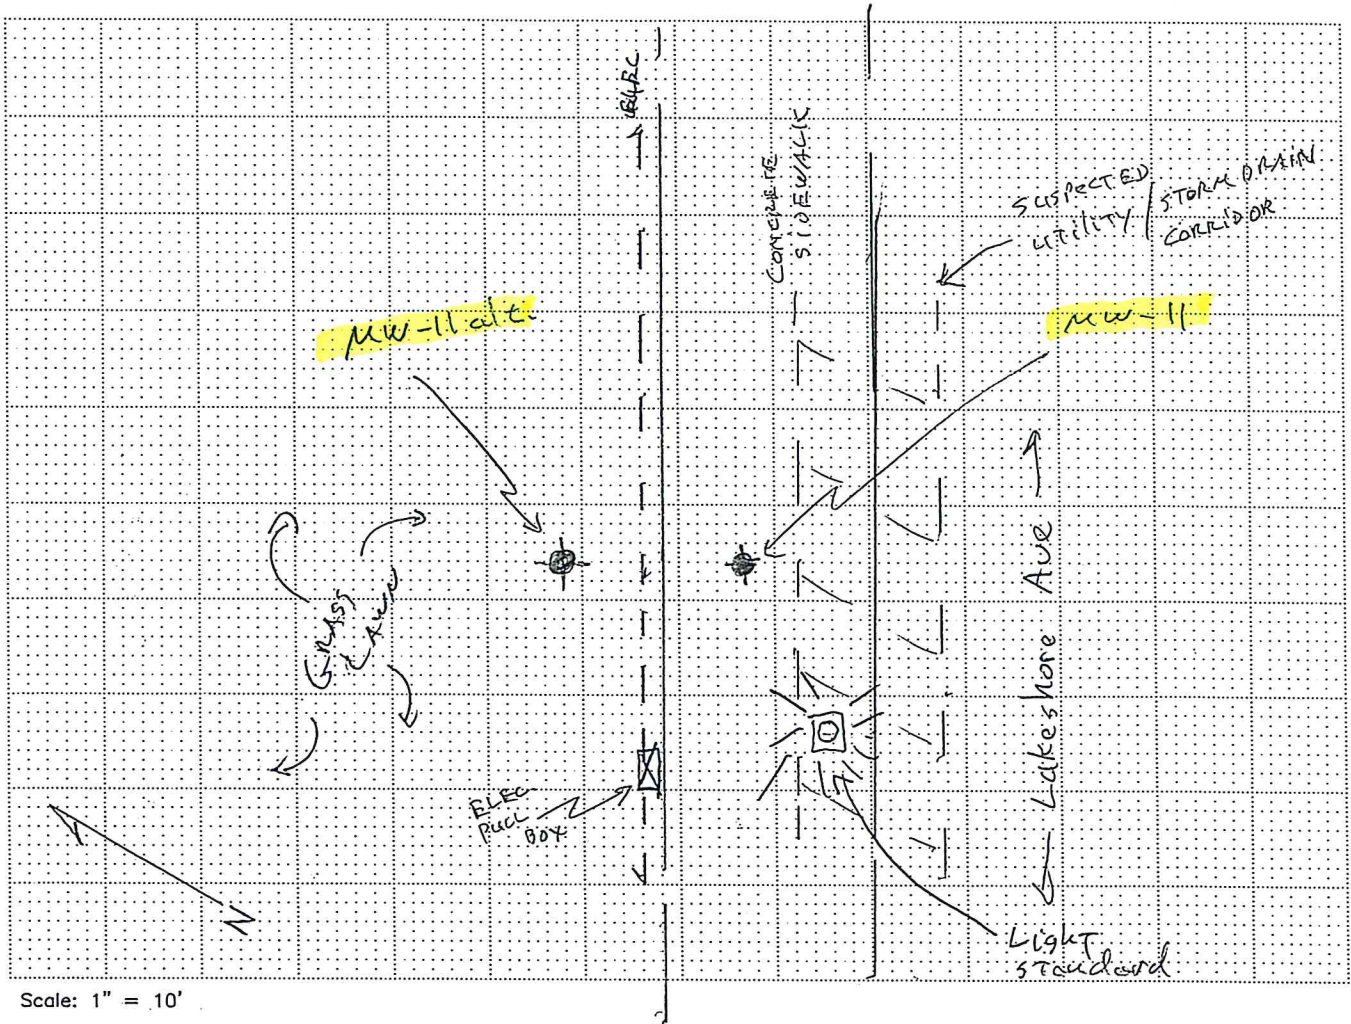 ELEC
CONCRETE
SIDEWALK
SUSPECTED
UTILITY / STORM DRAIN
CORRIDOR
MW-11 alt.
MW-11
GRASS
LAWN
Lakeshore Ave
ELEC
PULL
BOX
N
Light
standard
Scale: 1" = 10'